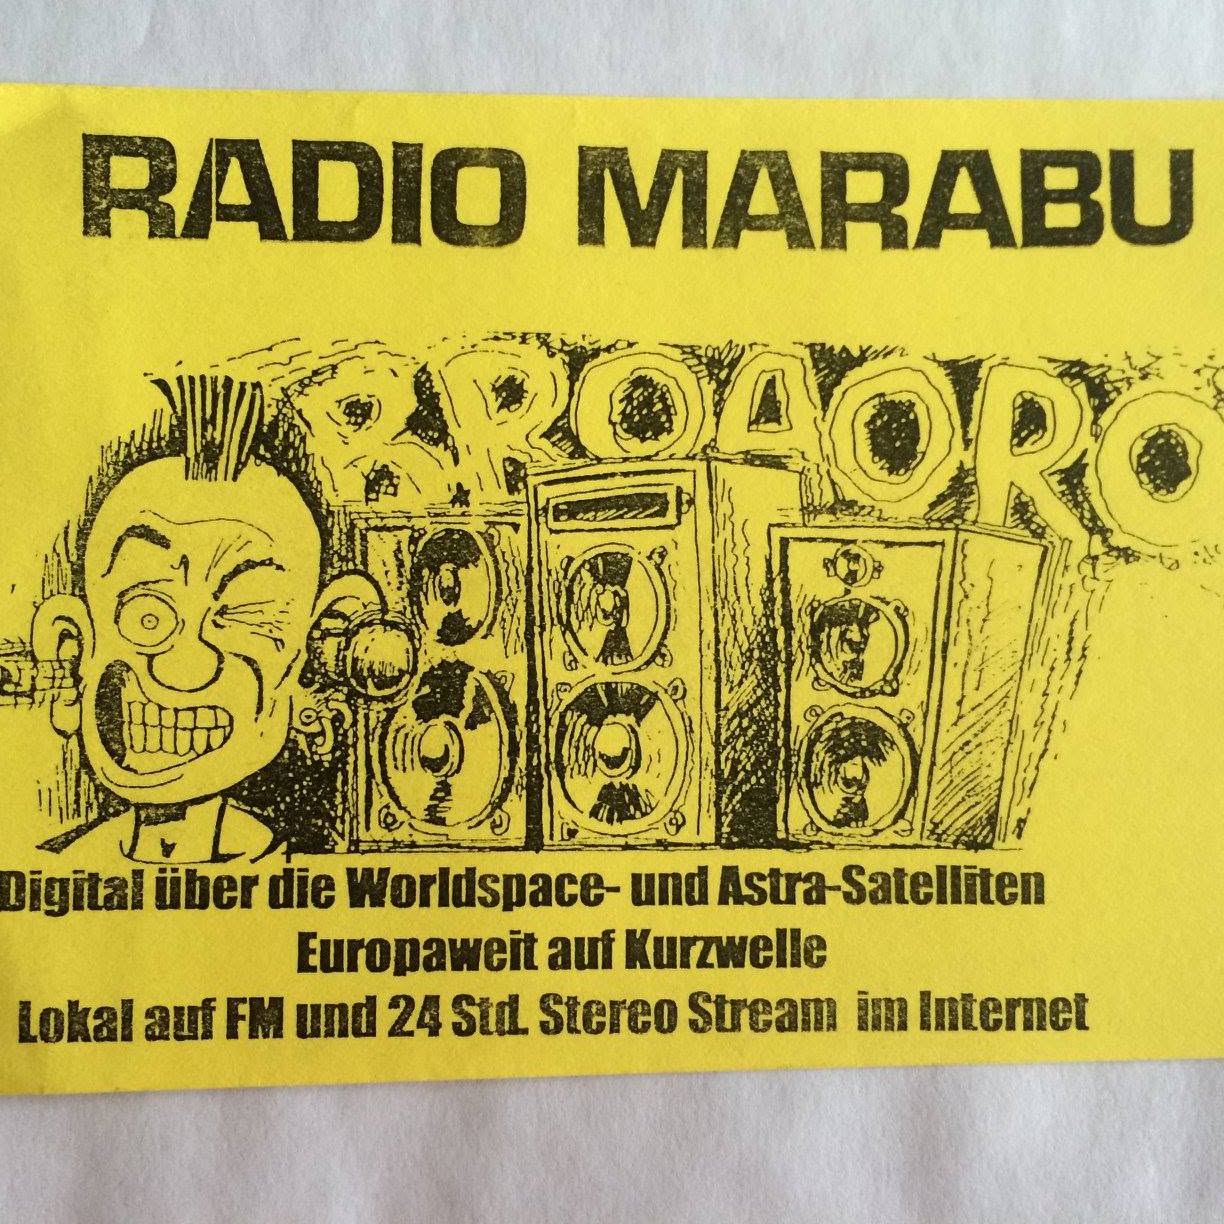 RADIO MARABU
BROAORO
Digital über die Worldspace- und Astra-Satelliten
Europaweit auf Kurzwelle
Lokal auf FM und 24 Std. Stereo Stream im Internet